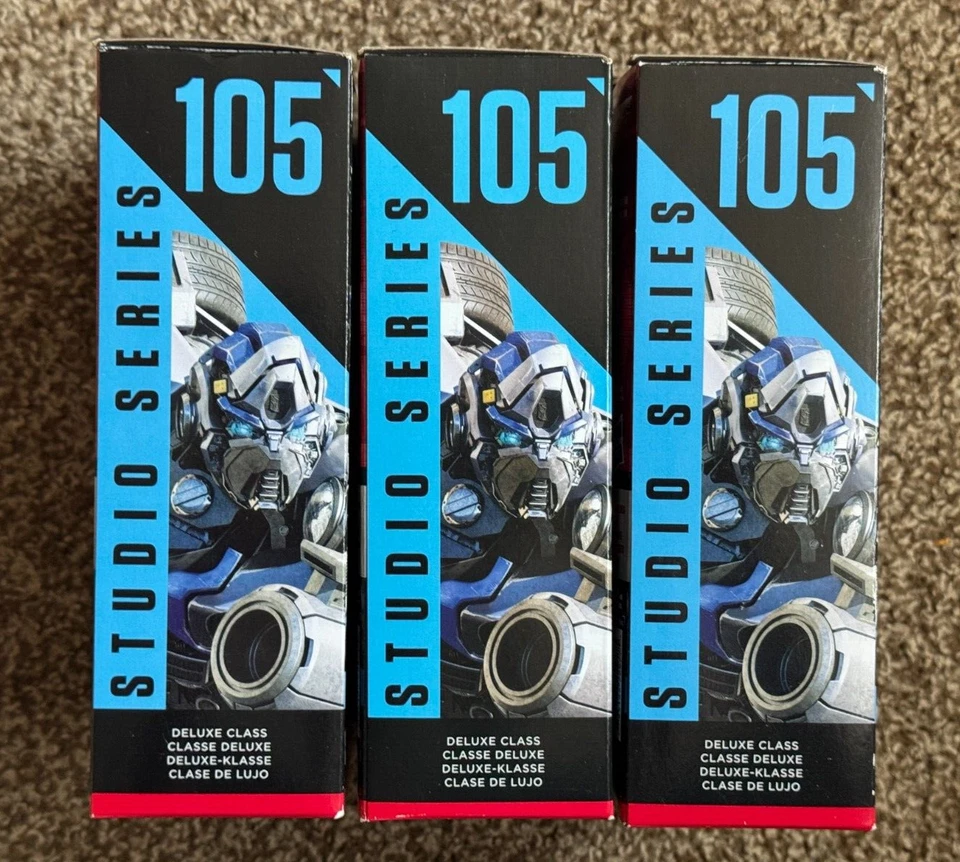 105
STUDIO SERIES
DELUXE CLASS
CLASSE DELUXE
DELUXE-KLASSE
CLASE DE LUJO
105
STUDIO SERIES
DELUXE CLASS
CLASSE DELUXE
DELUXE-KLASSE
CLASE DE LUJO
105
STUDIO SERIES
DELUXE CLASS
CLASSE DELUXE
DELUXE-KLASSE
CLASE DE LUJO